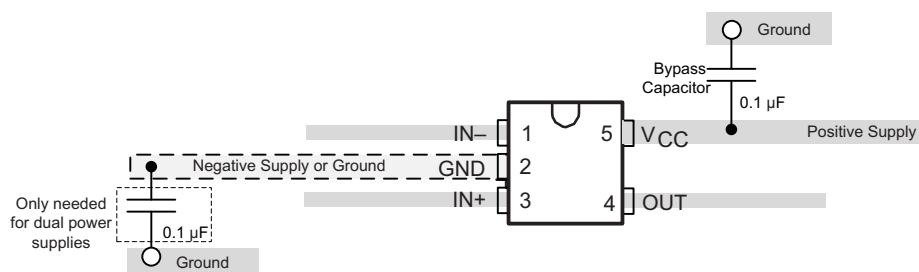 Ground
Bypass
Capacitor
0.1 µF
IN–
1
5
VCC
Positive Supply
Negative Supply or Ground
GND
2
IN+
3
4
OUT
Only needed
for dual power
supplies
0.1 µF
Ground